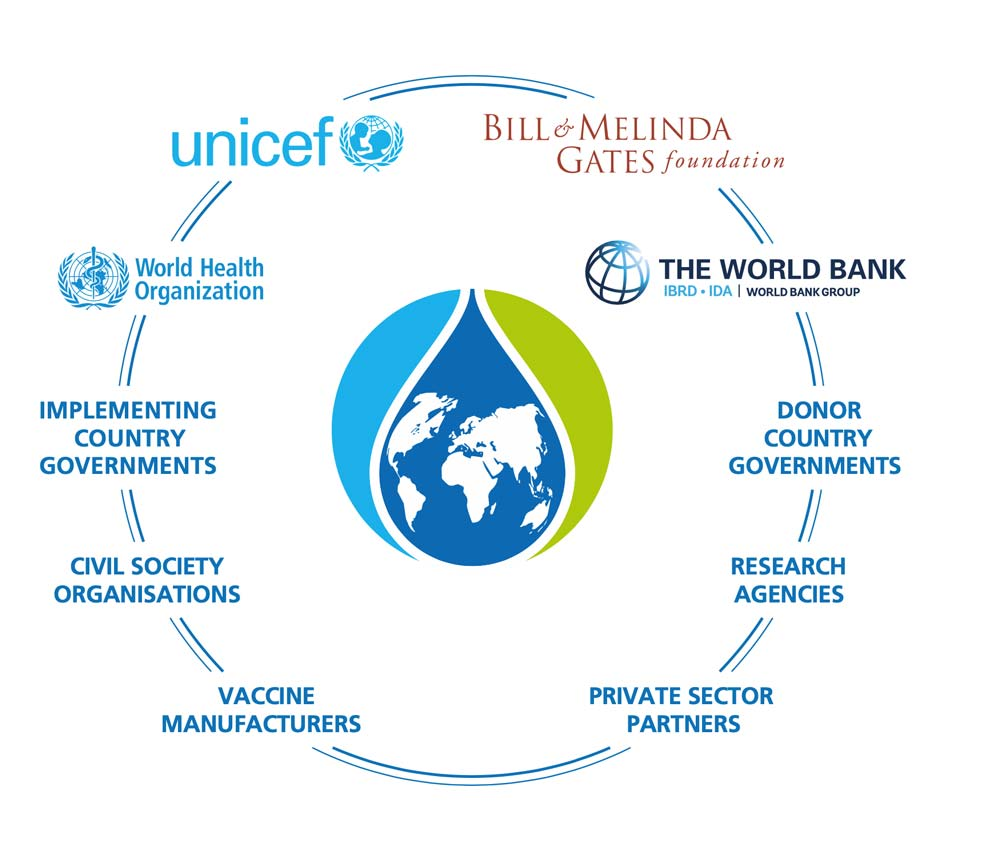 unicef
BILL & MELINDA
GATES foundation
World Health
Organization
THE WORLD BANK
IBRD • IDA | WORLD BANK GROUP
IMPLEMENTING
COUNTRY
GOVERNMENTS
DONOR
COUNTRY
GOVERNMENTS
CIVIL SOCIETY
ORGANISATIONS
RESEARCH
AGENCIES
VACCINE
MANUFACTURERS
PRIVATE SECTOR
PARTNERS